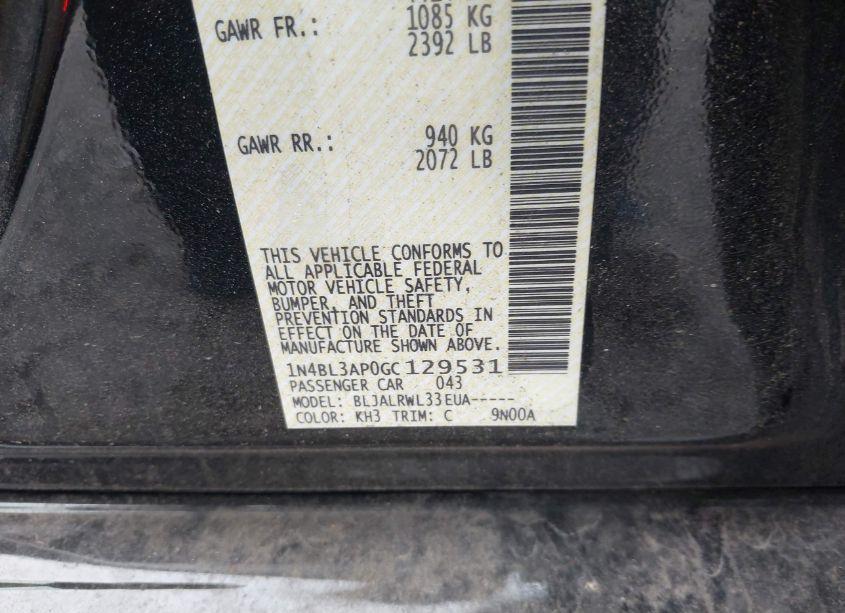 GAWR FR.: 1085 KG
2392 LB
GAWR RR.: 940 KG
2072 LB
THIS VEHICLE CONFORMS TO
ALL APPLICABLE FEDERAL
MOTOR VEHICLE SAFETY,
BUMPER, AND THEFT
PREVENTION STANDARDS IN
EFFECT ON THE DATE OF
MANUFACTURE SHOWN ABOVE.
1N4BL3AP0GC129531
PASSENGER CAR 043
MODEL: BLJALRWL33EUA-----
COLOR: KH3 TRIM: C 9N00A